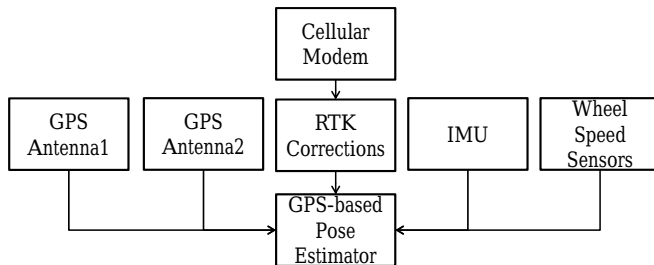 Cellular
Modem
GPS
Antenna1
GPS
Antenna2
RTK
Corrections
IMU
Wheel
Speed
Sensors
GPS-based
Pose
Estimator